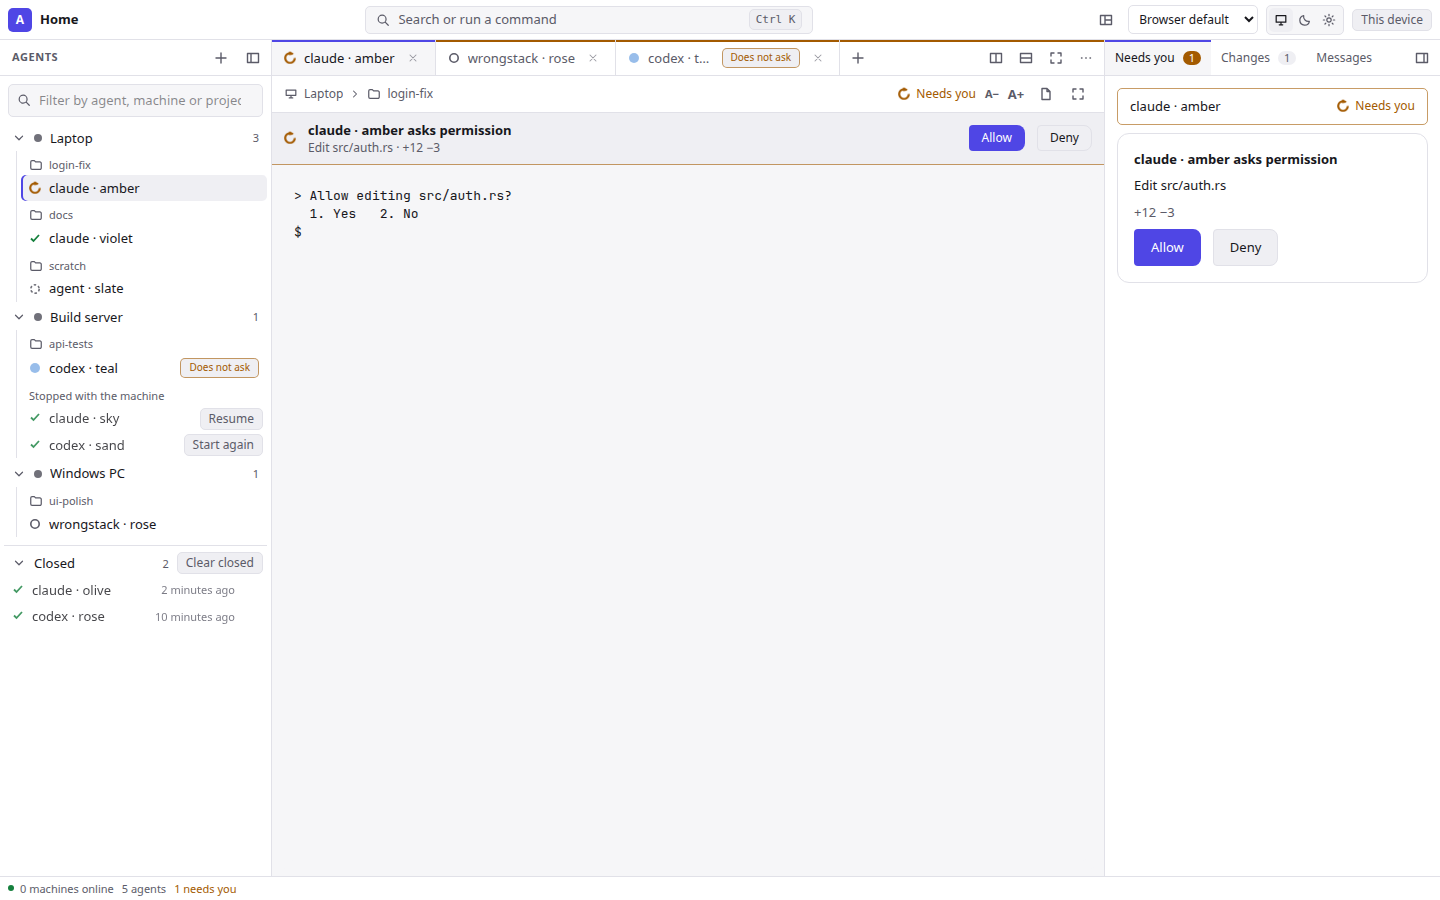 A Home
Search or run a command Ctrl K
Browser default
This device
AGENTS
Filter by agent, machine or projec
Laptop 3
login-fix
claude · amber
docs
claude · violet
scratch
agent · slate
Build server 1
api-tests
codex · teal Does not ask
Stopped with the machine
claude · sky Resume
codex · sand Start again
Windows PC 1
ui-polish
wrongstack · rose
Closed 2 Clear closed
claude · olive 2 minutes ago
codex · rose 10 minutes ago
claude · amber
wrongstack · rose
codex · t... Does not ask
Laptop login-fix
Needs you A− A+
claude · amber asks permission
Edit src/auth.rs · +12 −3
Allow Deny
> Allow editing src/auth.rs?
1. Yes 2. No
$
Needs you 1 Changes 1 Messages
claude · amber Needs you
claude · amber asks permission
Edit src/auth.rs
+12 −3
Allow Deny
0 machines online 5 agents 1 needs you